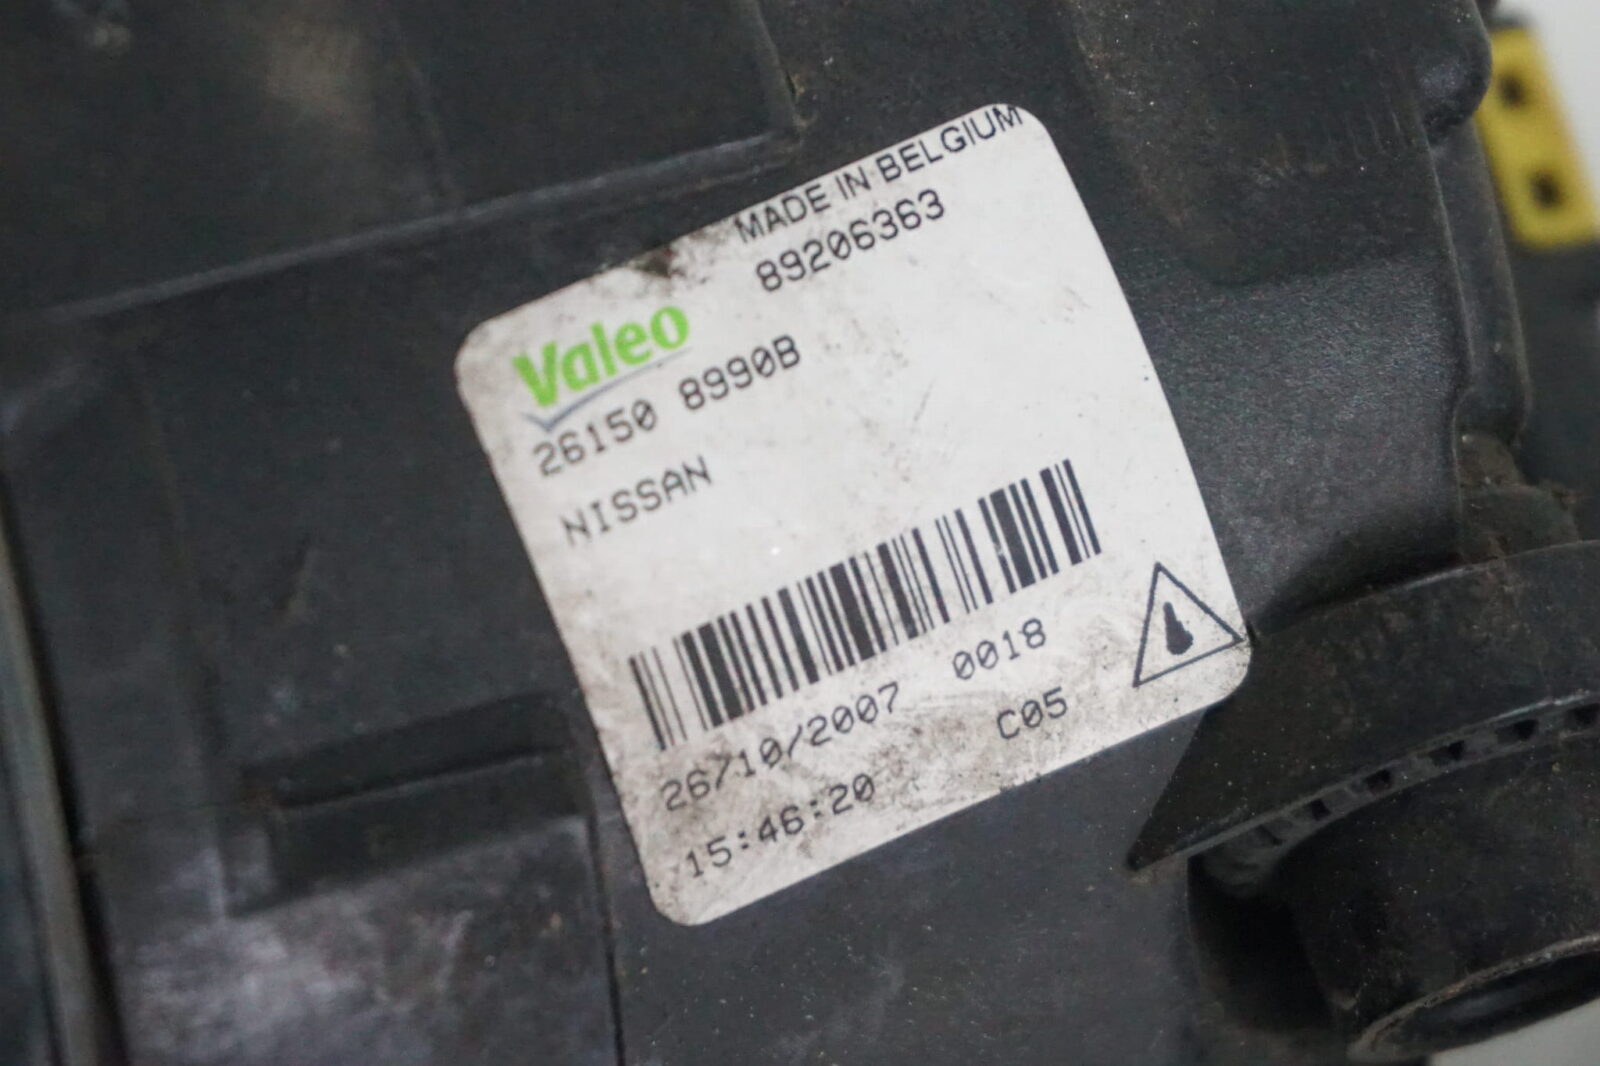 MADE IN BELGIUM
89206363
Valeo
26150 8990B
NISSAN
26/10/2007 0018
15:46:20 C05